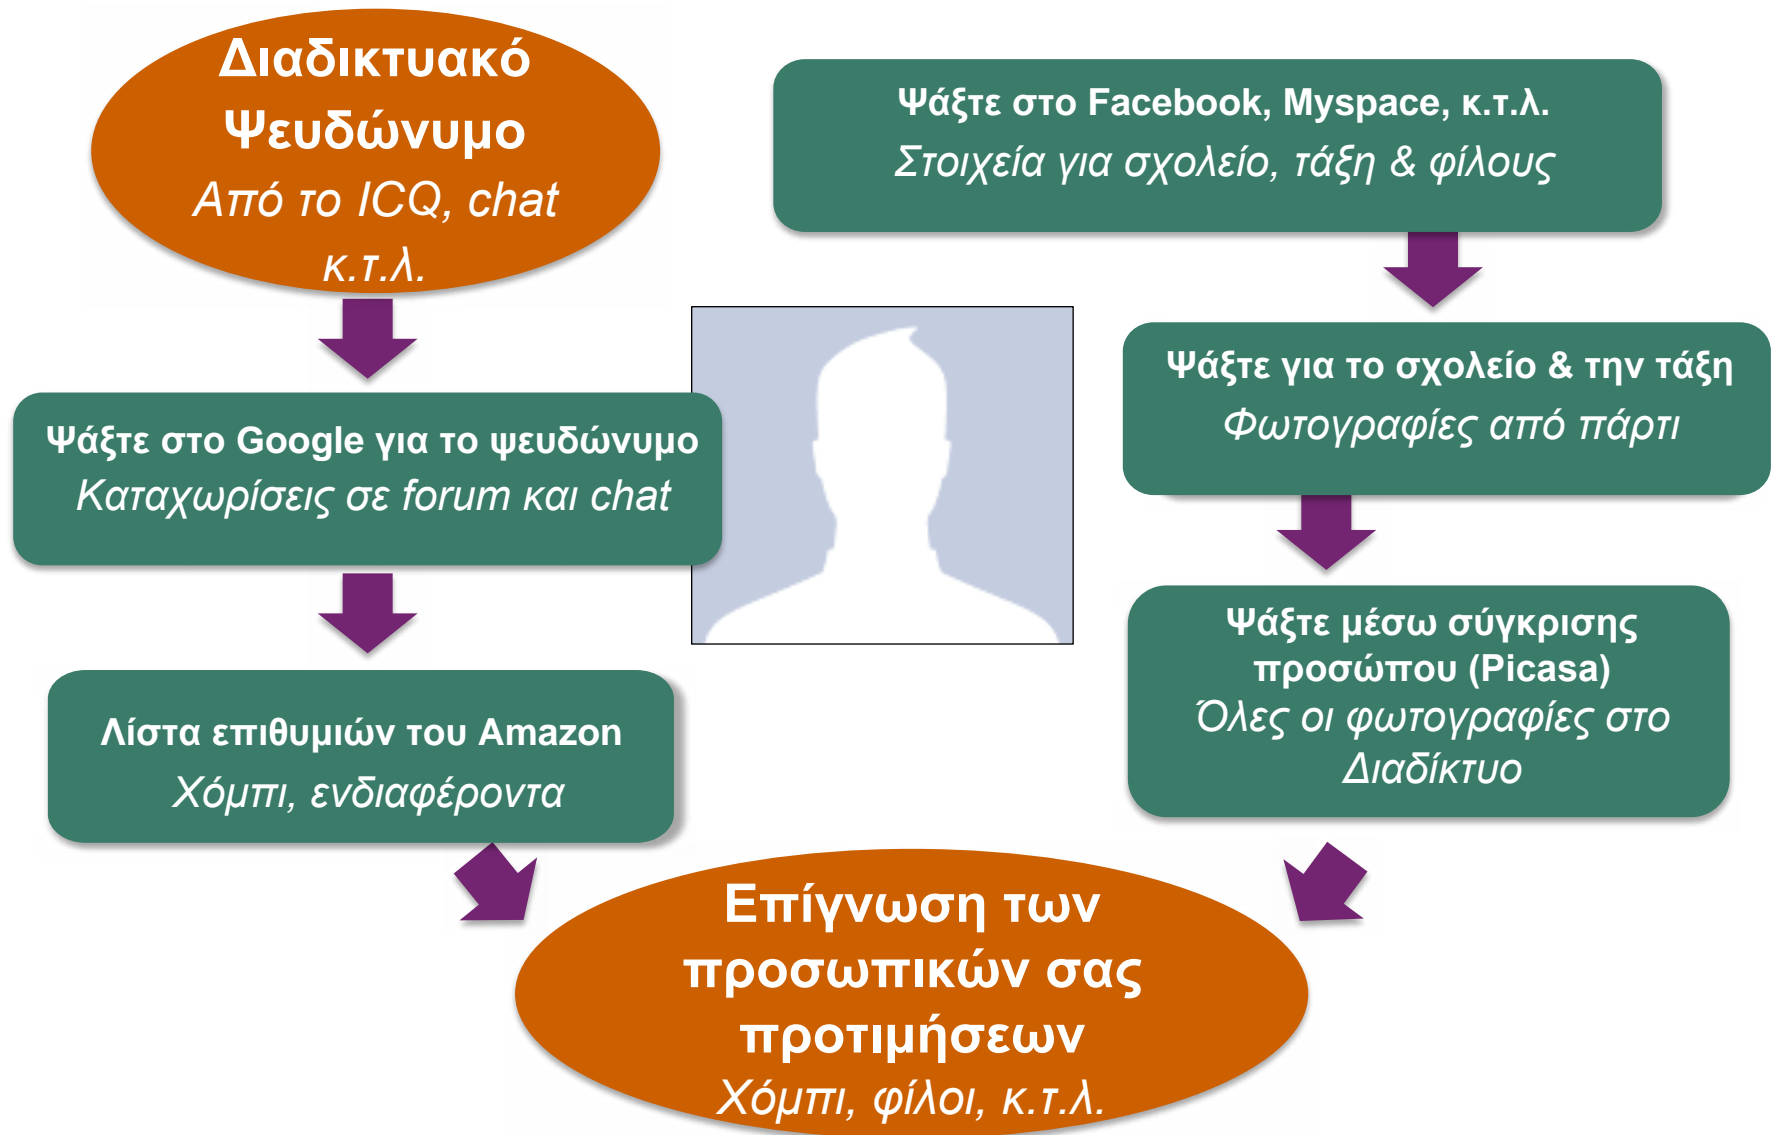 Διαδικτυακό
Ψευδώνυμο
Από το ICQ, chat
κ.τ.λ.
Ψάξτε στο Google για το ψευδώνυμο
Καταχωρίσεις σε forum και chat
Λίστα επιθυμιών του Amazon
Χόμπι, ενδιαφέροντα
Ψάξτε στο Facebook, Myspace, κ.τ.λ.
Στοιχεία για σχολείο, τάξη & φίλους
Ψάξτε για το σχολείο & την τάξη
Φωτογραφίες από πάρτι
Ψάξτε μέσω σύγκρισης
προσώπου (Picasa)
Όλες οι φωτογραφίες στο
Διαδίκτυο
Επίγνωση των
προσωπικών σας
προτιμήσεων
Χόμπι, φίλοι, κ.τ.λ.